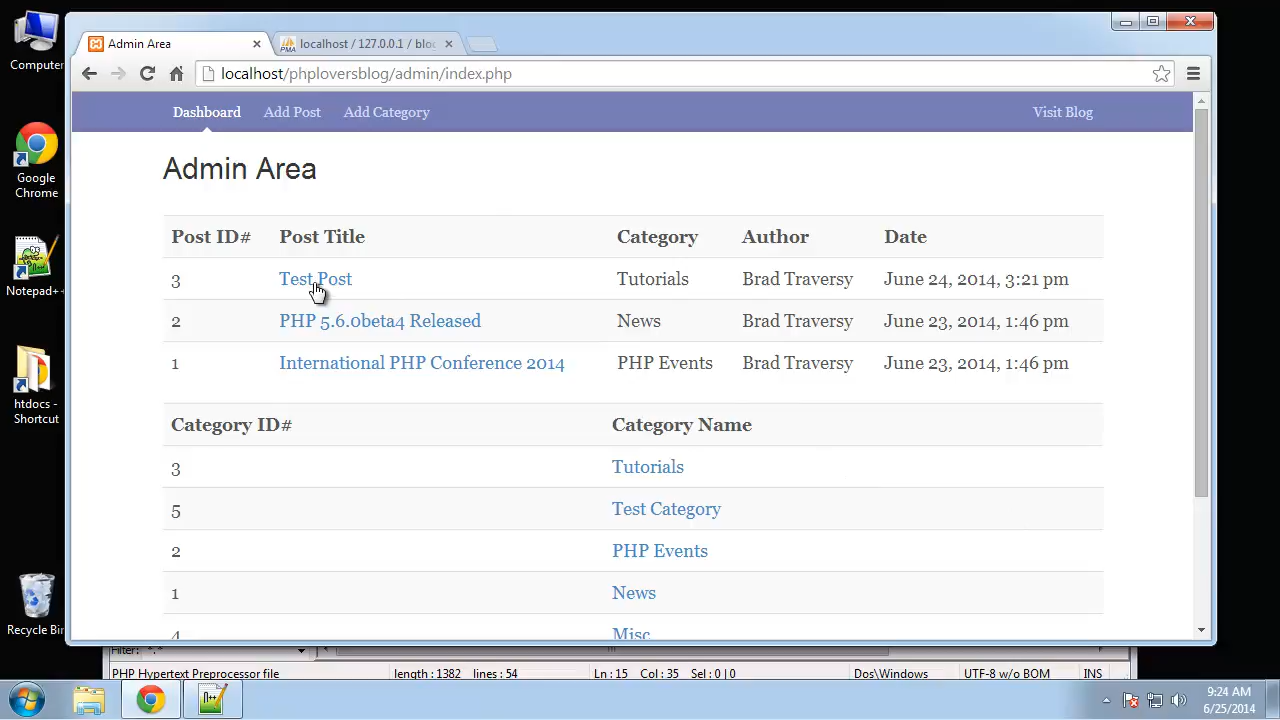 Computer
Google Chrome
Notepad++
htdocs - Shortcut
Recycle Bin
Admin Area
localhost / 127.0.0.1 / bloc
localhost/phploversblog/admin/index.php
Dashboard Add Post Add Category Visit Blog
Admin Area
Post ID# Post Title Category Author Date
3 Test Post Tutorials Brad Traversy June 24, 2014, 3:21 pm
2 PHP 5.6.0beta4 Released News Brad Traversy June 23, 2014, 1:46 pm
1 International PHP Conference 2014 PHP Events Brad Traversy June 23, 2014, 1:46 pm
Category ID# Category Name
3 Tutorials
5 Test Category
2 PHP Events
1 News
4 Misc
Filter: *.*
PHP Hypertext Preprocessor file length : 1382 lines : 54 Ln : 15 Col : 35 Sel : 0 | 0 Dos\Windows UTF-8 w/o BOM INS
9:24 AM
6/25/2014